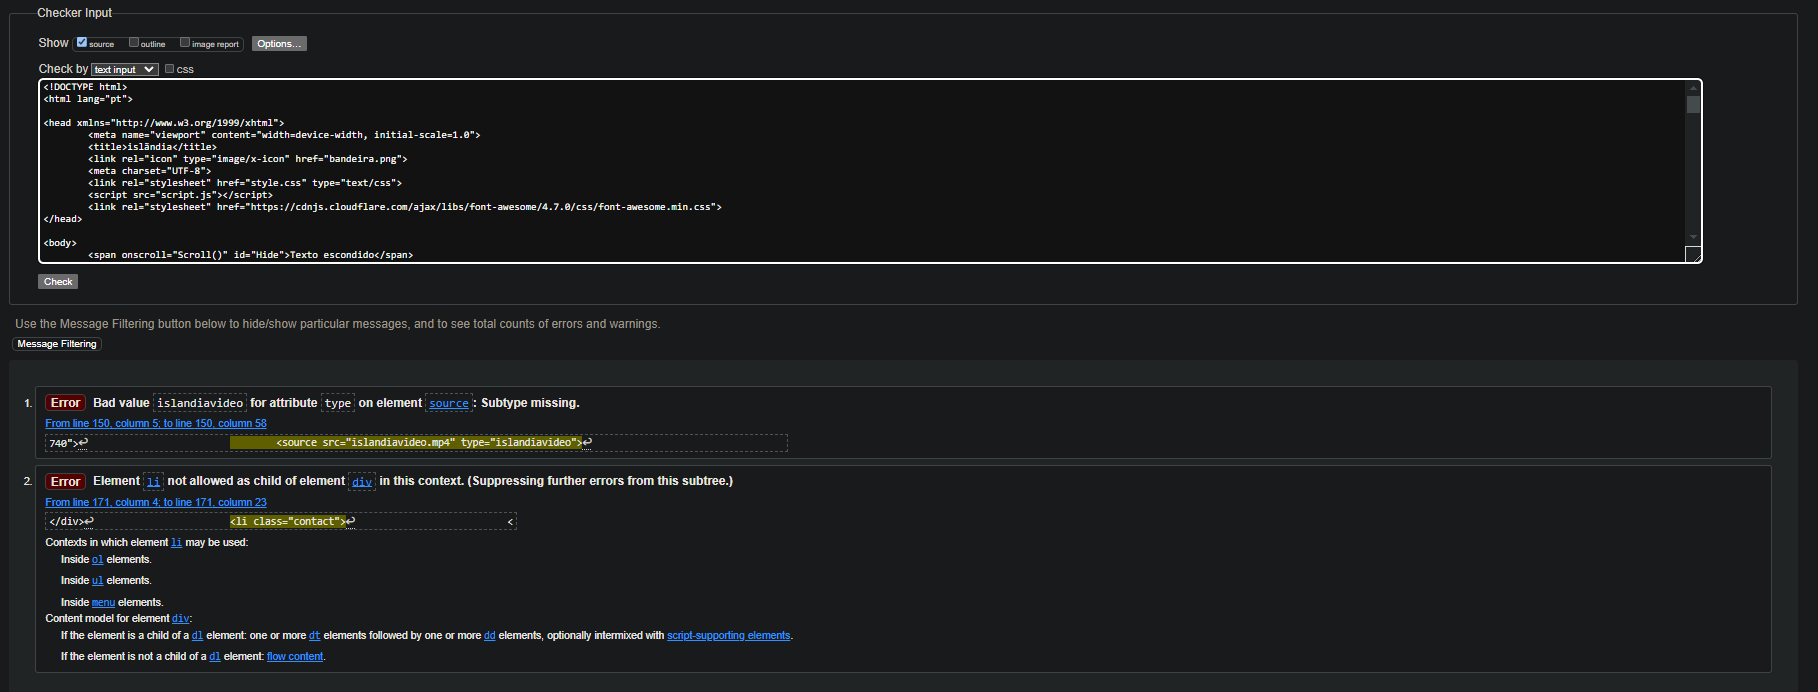 Checker Input
Show source outline image report Options...
Check by text input css
<!DOCTYPE html>
<html lang="pt">
<head xmlns="http://www.w3.org/1999/xhtml">
<meta name="viewport" content="width=device-width, initial-scale=1.0">
<title>islândia</title>
<link rel="icon" type="image/x-icon" href="bandeira.png">
<meta charset="UTF-8">
<link rel="stylesheet" href="style.css" type="text/css">
<script src="script.js"></script>
<link rel="stylesheet" href="https://cdnjs.cloudflare.com/ajax/libs/font-awesome/4.7.0/css/font-awesome.min.css">
</head>
<body>
<span onscroll="Scroll()" id="Hide">Texto escondido</span>
Check
Use the Message Filtering button below to hide/show particular messages, and to see total counts of errors and warnings.
Message Filtering
1. Error Bad value islandiavideo for attribute type on element source: Subtype missing.
From line 150, column 5; to line 150, column 58
740">↩ <source src="islandiavideo.mp4" type="islandiavideo">↩
2. Error Element li not allowed as child of element div in this context. (Suppressing further errors from this subtree.)
From line 171, column 4; to line 171, column 23
</div>↩ <li class="contact">↩ <
Contexts in which element li may be used:
Inside ol elements.
Inside ul elements.
Inside menu elements.
Content model for element div:
If the element is a child of a dl element: one or more dt elements followed by one or more dd elements, optionally intermixed with script-supporting elements.
If the element is not a child of a dl element: flow content.